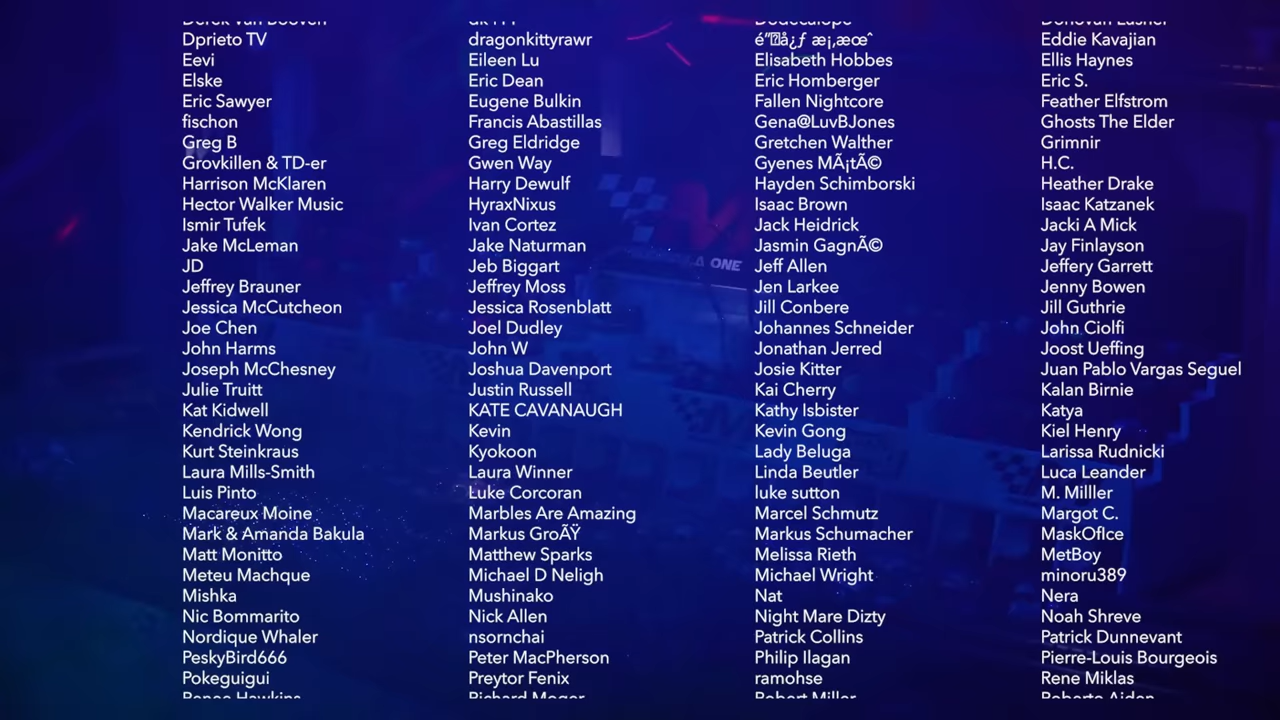 Dprieto TV dragonkittyrawr Eddie Kavajian
Eevi Eileen Lu Elisabeth Hobbes Ellis Haynes
Elske Eric Dean Eric Homberger Eric S.
Eric Sawyer Eugene Bulkin Fallen Nightcore Feather Elfstrom
fischon Francis Abastillas Gena@LuvBJones Ghosts The Elder
Greg B Greg Eldridge Gretchen Walther Grimnir
Grovkillen & TD-er Gwen Way Gyenes MÃ¡tÃ© H.C.
Harrison McKlaren Harry Dewulf Hayden Schimborski Heather Drake
Hector Walker Music HyraxNixus Isaac Brown Isaac Katzanek
Ismir Tufek Ivan Cortez Jack Heidrick Jacki A Mick
Jake McLeman Jake Naturman Jasmin GagnÃ© Jay Finlayson
JD Jeb Biggart Jeff Allen Jeffery Garrett
Jeffrey Brauner Jeffrey Moss Jen Larkee Jenny Bowen
Jessica McCutcheon Jessica Rosenblatt Jill Conbere Jill Guthrie
Joe Chen Joel Dudley Johannes Schneider John Ciolfi
John Harms John W Jonathan Jerred Joost Ueffing
Joseph McChesney Joshua Davenport Josie Kitter Juan Pablo Vargas Seguel
Julie Truitt Justin Russell Kai Cherry Kalan Birnie
Kat Kidwell KATE CAVANAUGH Kathy Isbister Katya
Kendrick Wong Kevin Kevin Gong Kiel Henry
Kurt Steinkraus Kyokoon Lady Beluga Larissa Rudnicki
Laura Mills-Smith Laura Winner Linda Beutler Luca Leander
Luis Pinto Luke Corcoran luke sutton M. Milller
Macareux Moine Marbles Are Amazing Marcel Schmutz Margot C.
Mark & Amanda Bakula Markus GroÃŸ Markus Schumacher MaskOfIce
Matt Monitto Matthew Sparks Melissa Rieth MetBoy
Meteu Machque Michael D Neligh Michael Wright minoru389
Mishka Mushinako Nat Nera
Nic Bommarito Nick Allen Night Mare Dizty Noah Shreve
Nordique Whaler nsornchai Patrick Collins Patrick Dunnevant
PeskyBird666 Peter MacPherson Philip Ilagan Pierre-Louis Bourgeois
Pokeguigui Preytor Fenix ramohse Rene Miklas
ONE